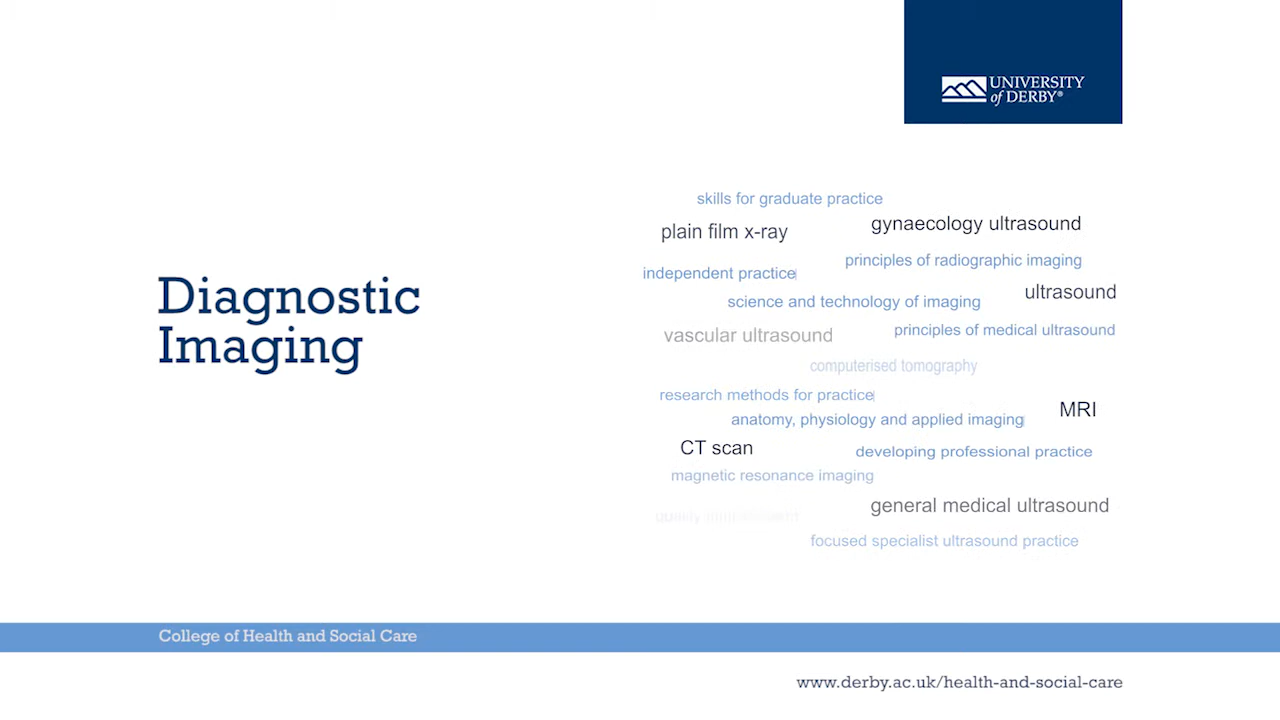 UNIVERSITY
of DERBY®
skills for graduate practice
plain film x-ray
gynaecology ultrasound
principles of radiographic imaging
independent practice
ultrasound
science and technology of imaging
Diagnostic
Imaging
vascular ultrasound
principles of medical ultrasound
computerised tomography
research methods for practice
anatomy, physiology and applied imaging
MRI
CT scan
developing professional practice
magnetic resonance imaging
general medical ultrasound
focused specialist ultrasound practice
College of Health and Social Care
www.derby.ac.uk/health-and-social-care